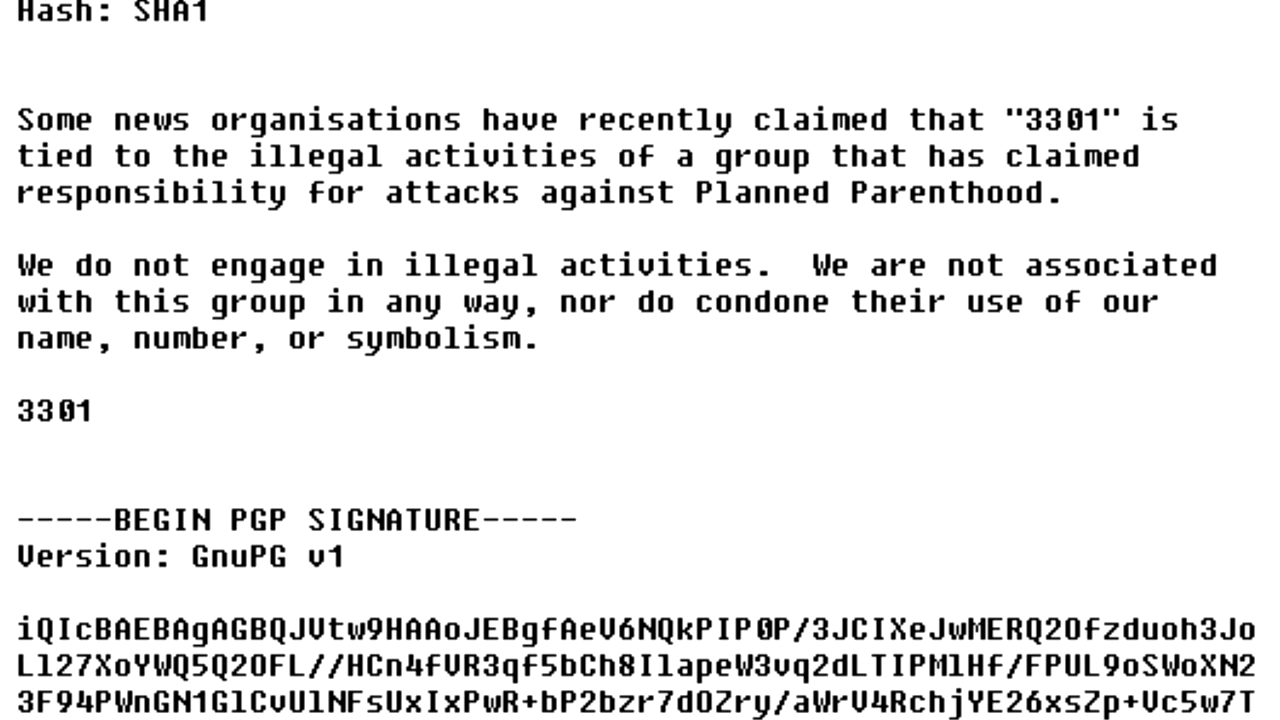 Hash: SHA1
Some news organisations have recently claimed that "3301" is
tied to the illegal activities of a group that has claimed
responsibility for attacks against Planned Parenthood.
We do not engage in illegal activities.  We are not associated
with this group in any way, nor do condone their use of our
name, number, or symbolism.
3301
-----BEGIN PGP SIGNATURE-----
Version: GnuPG v1
iQIcBAEBAgAGBQJVtw9HAAoJEBgfAeV6NQkPIP0P/3JCIXeJwMERQ2Ofzduoh3Jo
Ll27XoYWQ5Q2OFL//HCn4fVR3qf5bCh8IlapeW3vq2dLTIPMlHf/FPUL9oSWoXN2
3F94PWnGN1GlCvUlNFsUxIxPwR+bP2bzr7dOZry/aWrV4RchjYE26xsZp+Vc5w7T